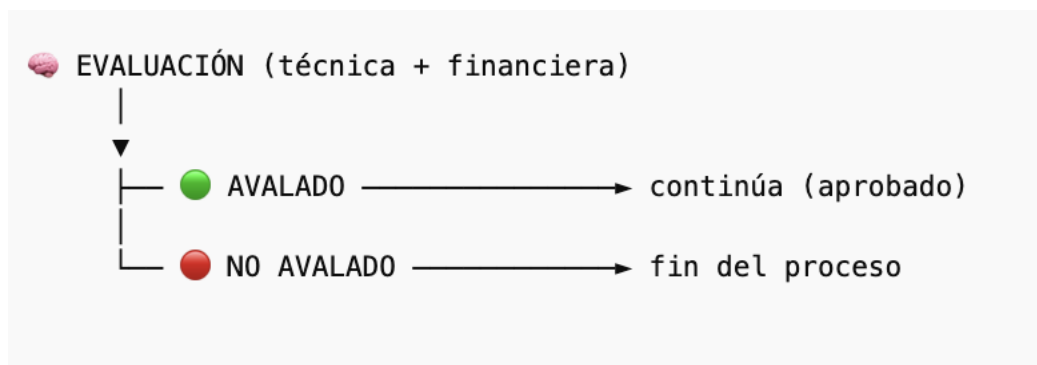 🧠 EVALUACIÓN (técnica + financiera)
│
▼
├── 🟢 AVALADO ───────────────► continúa (aprobado)
│
└── 🔴 NO AVALADO ────────────► fin del proceso